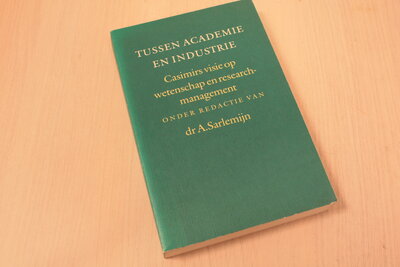 TUSSEN ACADEMIE
EN INDUSTRIE
Casimirs visie op
wetenschap en research-
management
ONDER REDACTIE VAN
dr A.Sarlemijn